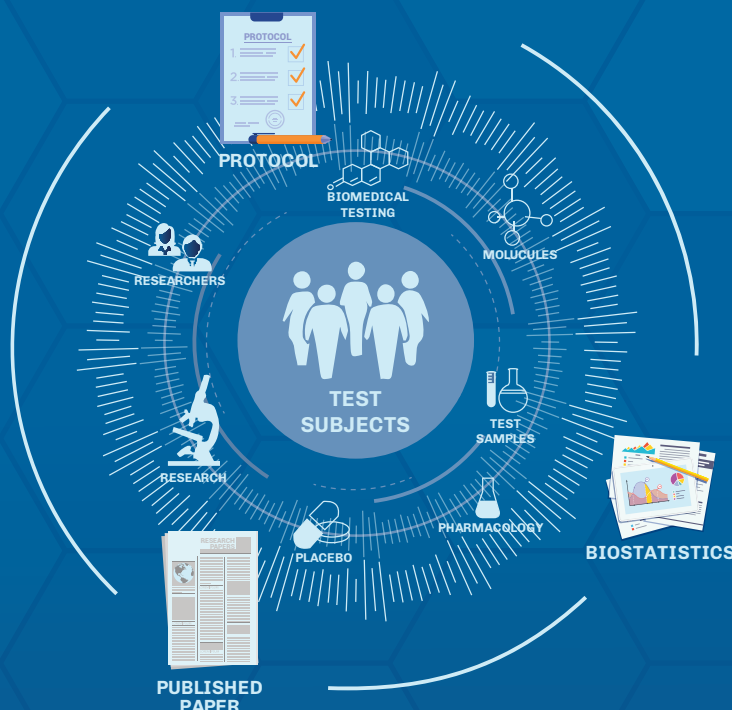 PROTOCOL
1.
2.
3.
PROTOCOL
BIOMEDICAL
TESTING
MOLUCULES
RESEARCHERS
TEST
SUBJECTS
TEST
SAMPLES
RESEARCH
PHARMACOLOGY
PLACEBO
BIOSTATISTICS
RESEARCH
PAPERS
PUBLISHED
PAPER